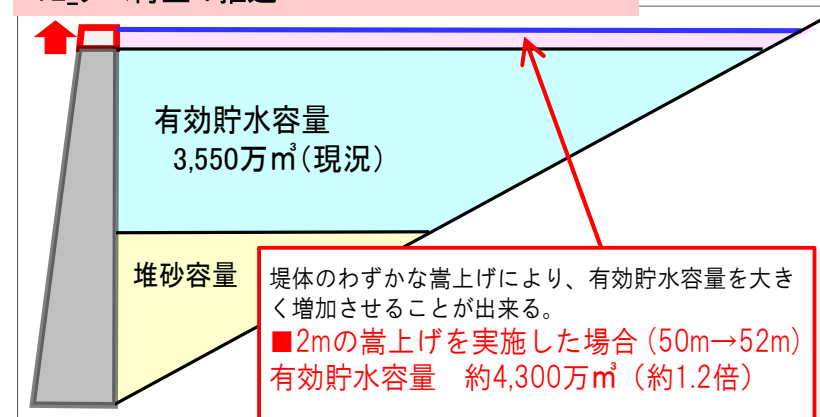 有効貯水容量
3,550万㎥(現況)
堆砂容量
堤体のわずかな嵩上げにより、有効貯水容量を大き
く増加させることが出来る。
■2mの嵩上げを実施した場合(50m→52m)
有効貯水容量　約4,300万㎥（約1.2倍）